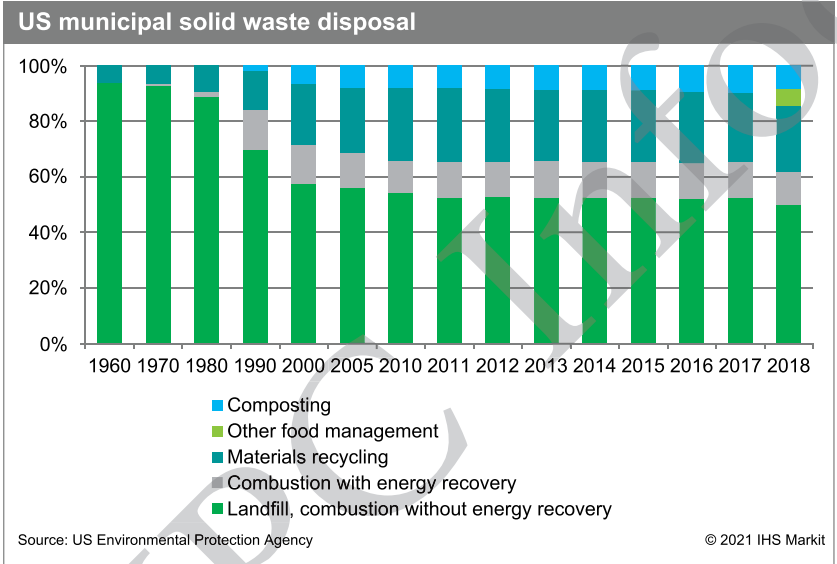 US municipal solid waste disposal
100%
80%
60%
40%
20%
0%
1960 1970 1980 1990 2000 2005 2010 2011 2012 2013 2014 2015 2016 2017 2018
Composting
Other food management
Materials recycling
Combustion with energy recovery
Landfill, combustion without energy recovery
Source: US Environmental Protection Agency
© 2021 IHS Markit